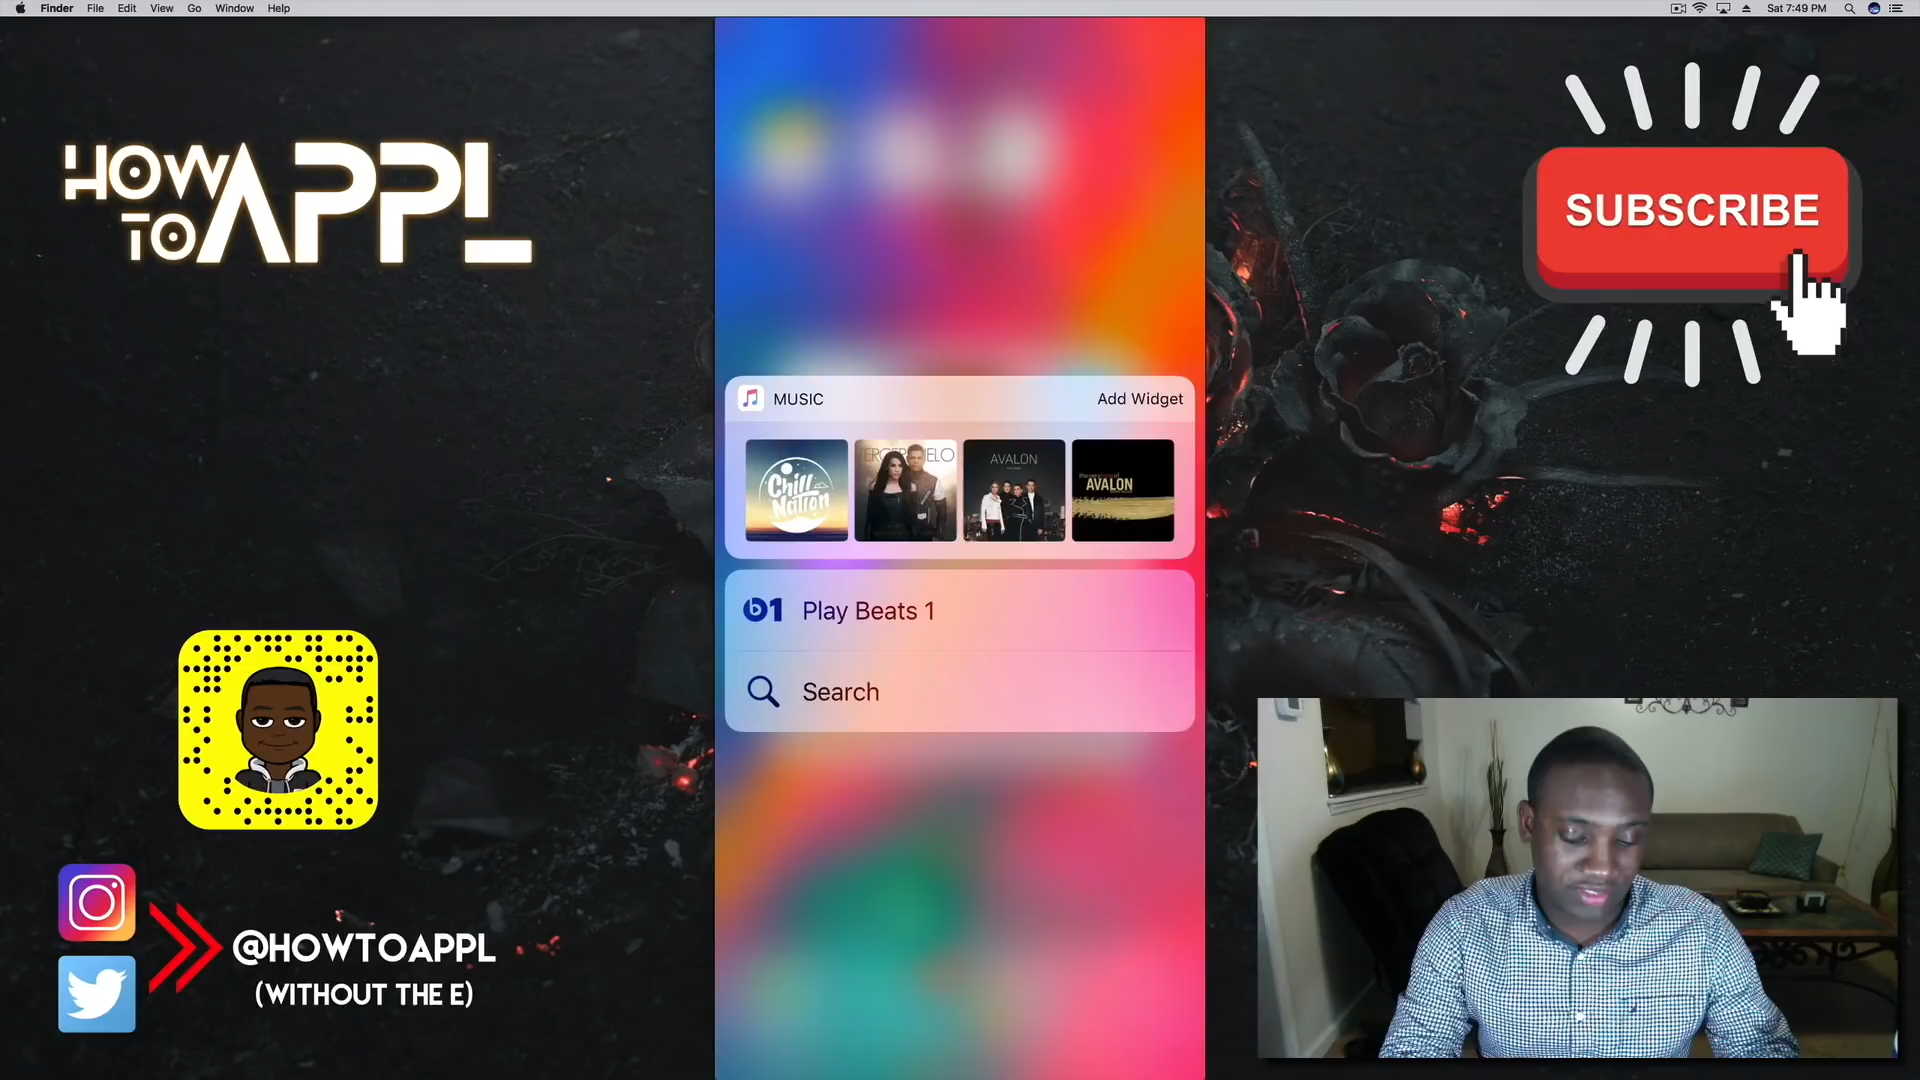 Finder File Edit View Go Window Help
Sat 7:49 PM
HOW
TO APPL
SUBSCRIBE
MUSIC
Add Widget
Chill
Nation
AVALON
AVALON
Play Beats 1
Search
@HOWTOAPPL
(WITHOUT THE E)